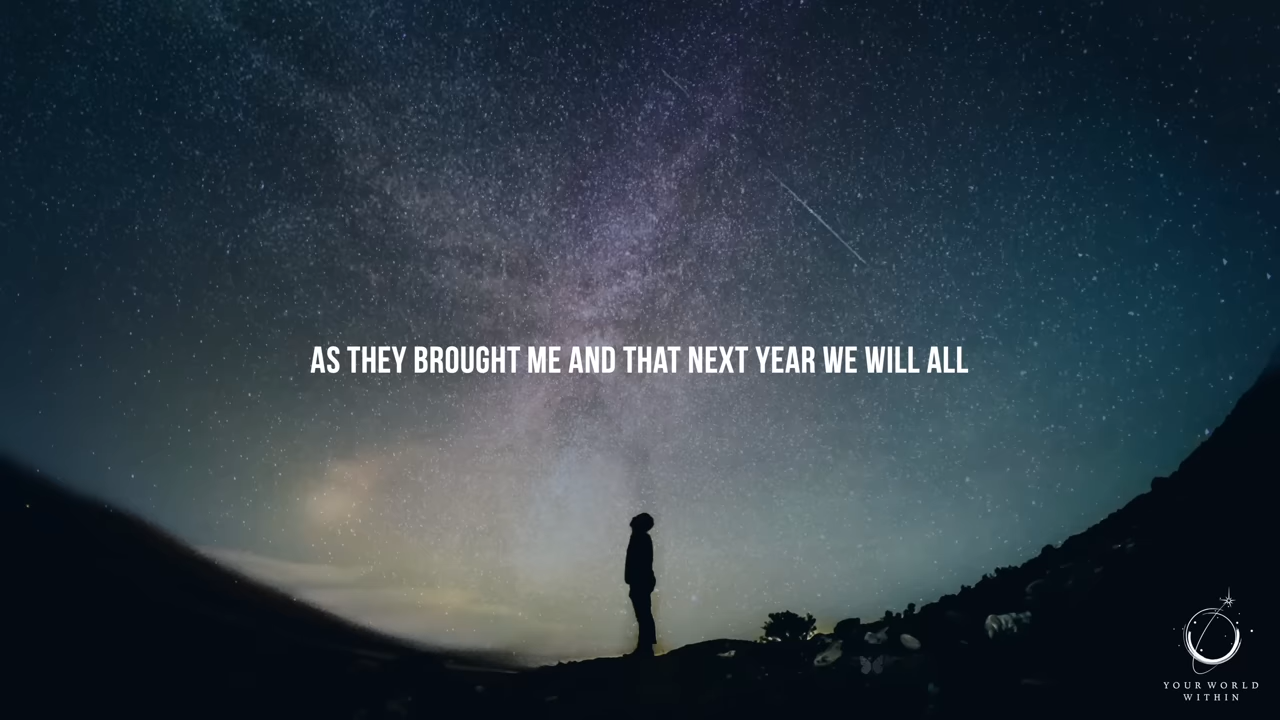 AS THEY BROUGHT ME AND THAT NEXT YEAR WE WILL ALL
YOUR WORLD
WITHIN